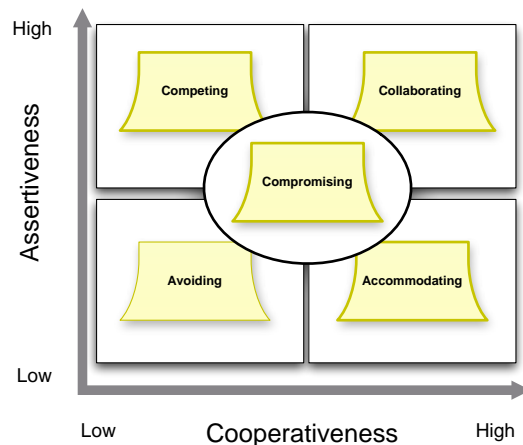 High
Competing
Collaborating
Assertiveness
Compromising
Avoiding
Accommodating
Low
Low
Cooperativeness
High